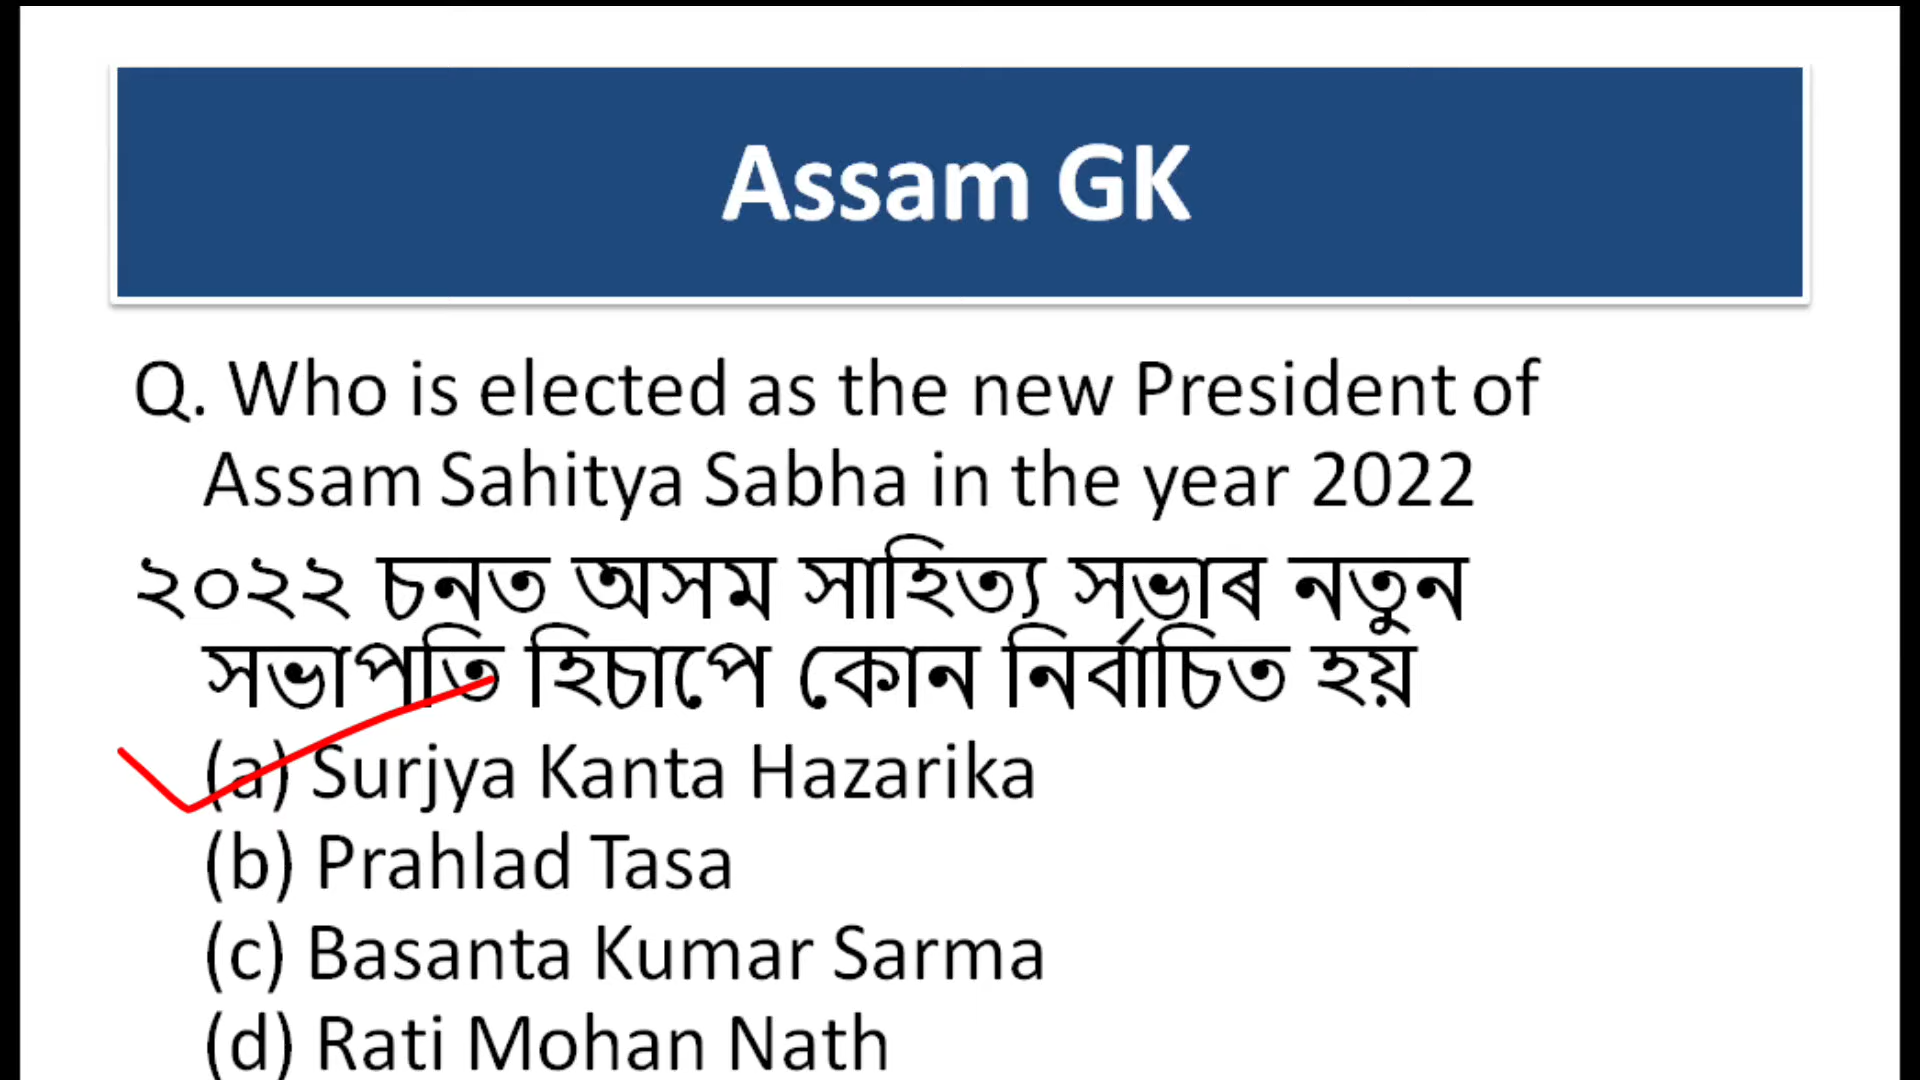 Assam GK
Q. Who is elected as the new President of
Assam Sahitya Sabha in the year 2022
২০২২ চনত অসম সাহিত্য সভাৰ নতুন
সভাপতি হিচাপে কোন নিৰ্বাচিত হয়
(a) Surjya Kanta Hazarika
(b) Prahlad Tasa
(c) Basanta Kumar Sarma
(d) Rati Mohan Nath